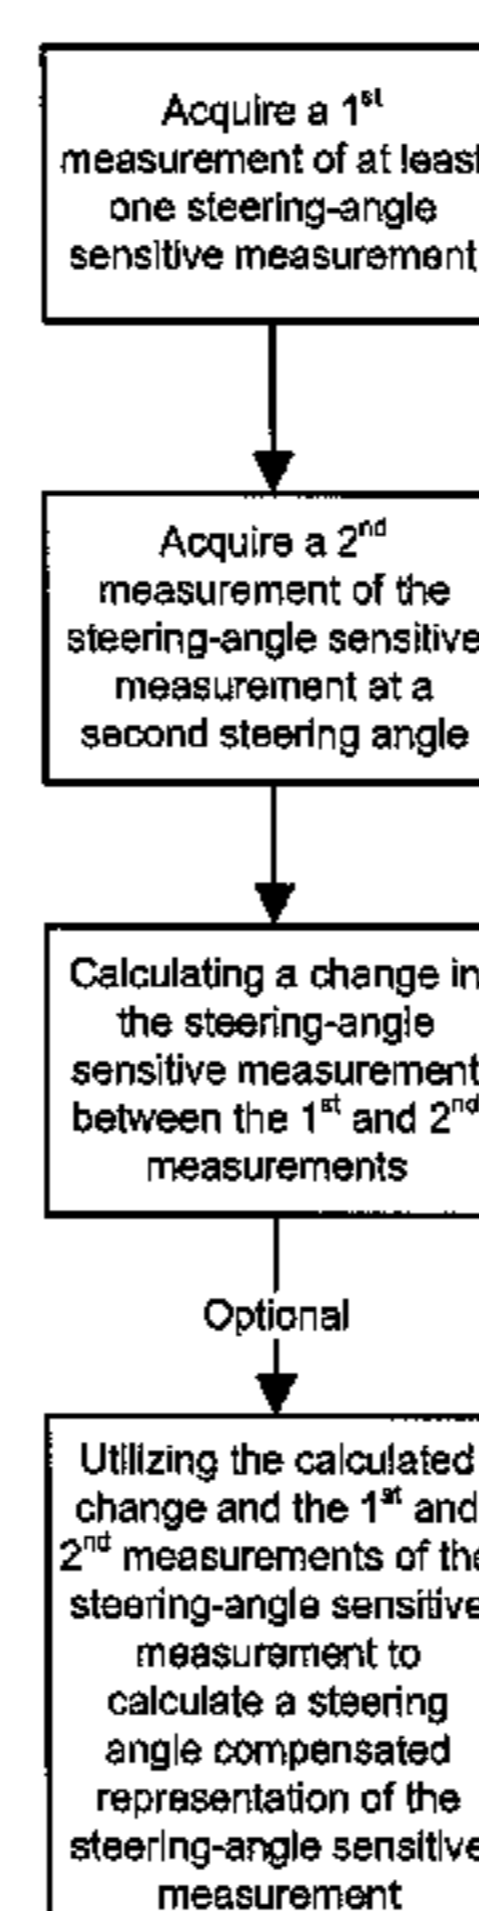 Acquire a 1st
measurement of at least
one steering-angle
sensitive measurement
Acquire a 2nd
measurement of the
steering-angle sensitive
measurement at a
second steering angle
Calculating a change in
the steering-angle
sensitive measurement
between the 1st and 2nd
measurements
Optional
Utilizing the calculated
change and the 1st and
2nd measurements of the
steering-angle sensitive
measurement to
calculate a steering
angle compensated
representation of the
steering-angle sensitive
measurement